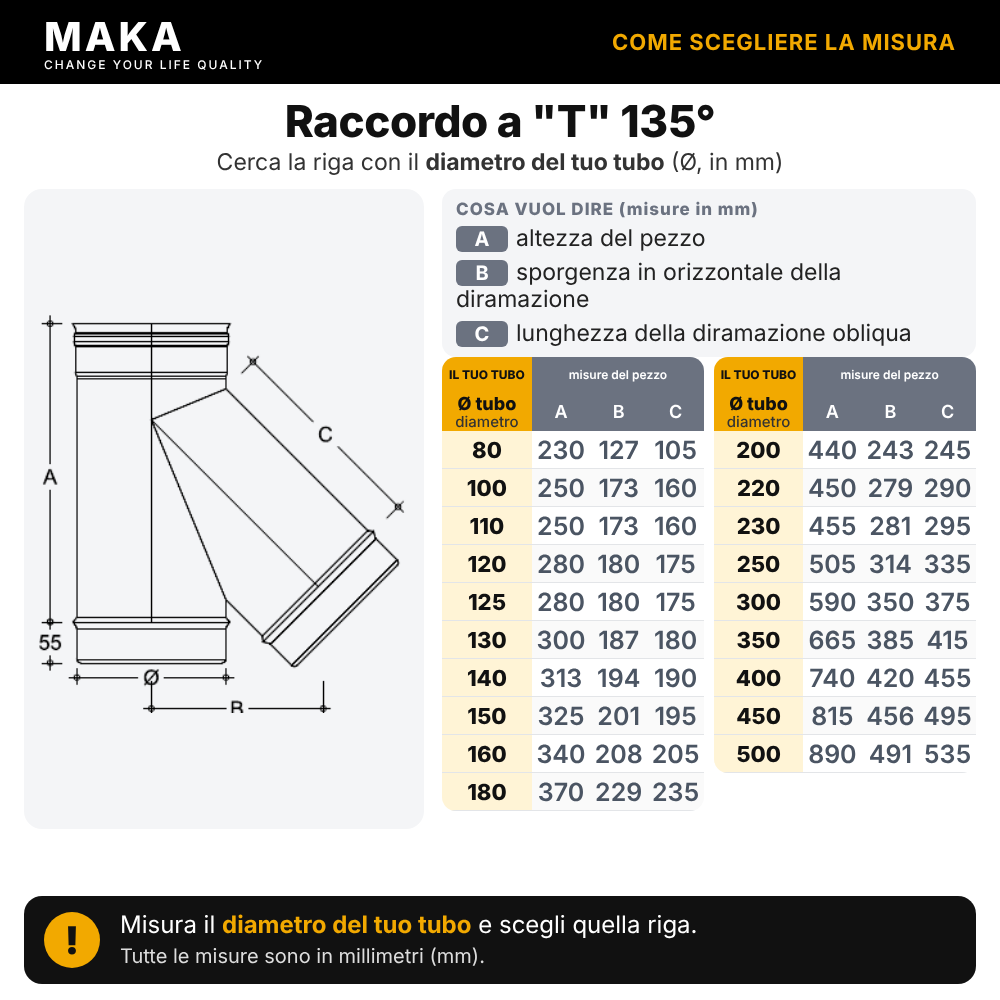 MAKA
CHANGE YOUR LIFE QUALITY
COME SCEGLIERE LA MISURA
Raccordo a "T" 135°
Cerca la riga con il diametro del tuo tubo (Ø, in mm)
A
C
55
Ø
B
COSA VUOL DIRE (misure in mm)
A altezza del pezzo
B sporgenza in orizzontale della
diramazione
C lunghezza della diramazione obliqua
IL TUO TUBO misure del pezzo
Ø tubo
diametro A B C
80 230 127 105
100 250 173 160
110 250 173 160
120 280 180 175
125 280 180 175
130 300 187 180
140 313 194 190
150 325 201 195
160 340 208 205
180 370 229 235
IL TUO TUBO misure del pezzo
Ø tubo
diametro A B C
200 440 243 245
220 450 279 290
230 455 281 295
250 505 314 335
300 590 350 375
350 665 385 415
400 740 420 455
450 815 456 495
500 890 491 535
! Misura il diametro del tuo tubo e scegli quella riga.
Tutte le misure sono in millimetri (mm).